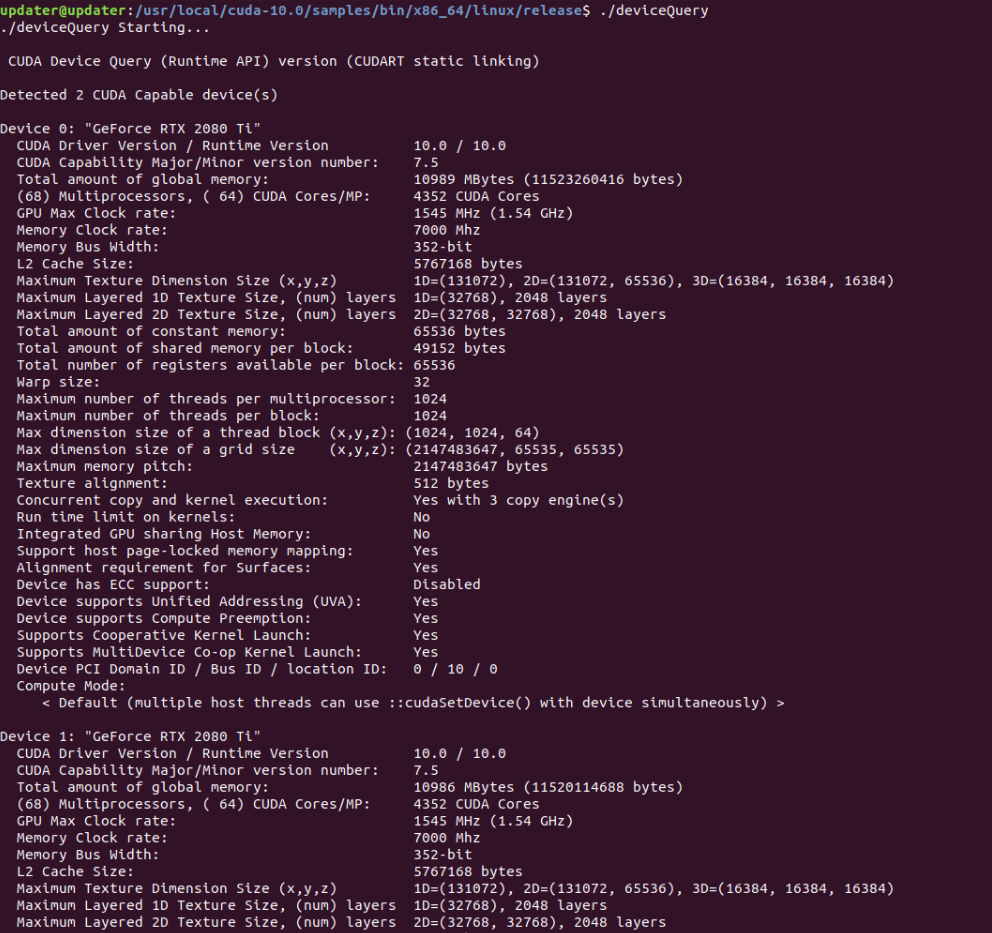 updater@updater:/usr/local/cuda-10.0/samples/bin/x86_64/linux/release$ ./deviceQuery
./deviceQuery Starting...

 CUDA Device Query (Runtime API) version (CUDART static linking)

Detected 2 CUDA Capable device(s)

Device 0: "GeForce RTX 2080 Ti"
  CUDA Driver Version / Runtime Version          10.0 / 10.0
  CUDA Capability Major/Minor version number:    7.5
  Total amount of global memory:                 10989 MBytes (11523260416 bytes)
  (68) Multiprocessors, ( 64) CUDA Cores/MP:     4352 CUDA Cores
  GPU Max Clock rate:                            1545 MHz (1.54 GHz)
  Memory Clock rate:                             7000 Mhz
  Memory Bus Width:                              352-bit
  L2 Cache Size:                                 5767168 bytes
  Maximum Texture Dimension Size (x,y,z)         1D=(131072), 2D=(131072, 65536), 3D=(16384, 16384, 16384)
  Maximum Layered 1D Texture Size, (num) layers  1D=(32768), 2048 layers
  Maximum Layered 2D Texture Size, (num) layers  2D=(32768, 32768), 2048 layers
  Total amount of constant memory:               65536 bytes
  Total amount of shared memory per block:       49152 bytes
  Total number of registers available per block: 65536
  Warp size:                                     32
  Maximum number of threads per multiprocessor:  1024
  Maximum number of threads per block:           1024
  Max dimension size of a thread block (x,y,z): (1024, 1024, 64)
  Max dimension size of a grid size    (x,y,z): (2147483647, 65535, 65535)
  Maximum memory pitch:                          2147483647 bytes
  Texture alignment:                             512 bytes
  Concurrent copy and kernel execution:          Yes with 3 copy engine(s)
  Run time limit on kernels:                     No
  Integrated GPU sharing Host Memory:            No
  Support host page-locked memory mapping:       Yes
  Alignment requirement for Surfaces:            Yes
  Device has ECC support:                        Disabled
  Device supports Unified Addressing (UVA):      Yes
  Device supports Compute Preemption:            Yes
  Supports Cooperative Kernel Launch:            Yes
  Supports MultiDevice Co-op Kernel Launch:      Yes
  Device PCI Domain ID / Bus ID / location ID:   0 / 10 / 0
  Compute Mode:
     < Default (multiple host threads can use ::cudaSetDevice() with device simultaneously) >

Device 1: "GeForce RTX 2080 Ti"
  CUDA Driver Version / Runtime Version          10.0 / 10.0
  CUDA Capability Major/Minor version number:    7.5
  Total amount of global memory:                 10986 MBytes (11520114688 bytes)
  (68) Multiprocessors, ( 64) CUDA Cores/MP:     4352 CUDA Cores
  GPU Max Clock rate:                            1545 MHz (1.54 GHz)
  Memory Clock rate:                             7000 Mhz
  Memory Bus Width:                              352-bit
  L2 Cache Size:                                 5767168 bytes
  Maximum Texture Dimension Size (x,y,z)         1D=(131072), 2D=(131072, 65536), 3D=(16384, 16384, 16384)
  Maximum Layered 1D Texture Size, (num) layers  1D=(32768), 2048 layers
  Maximum Layered 2D Texture Size, (num) layers  2D=(32768, 32768), 2048 layers